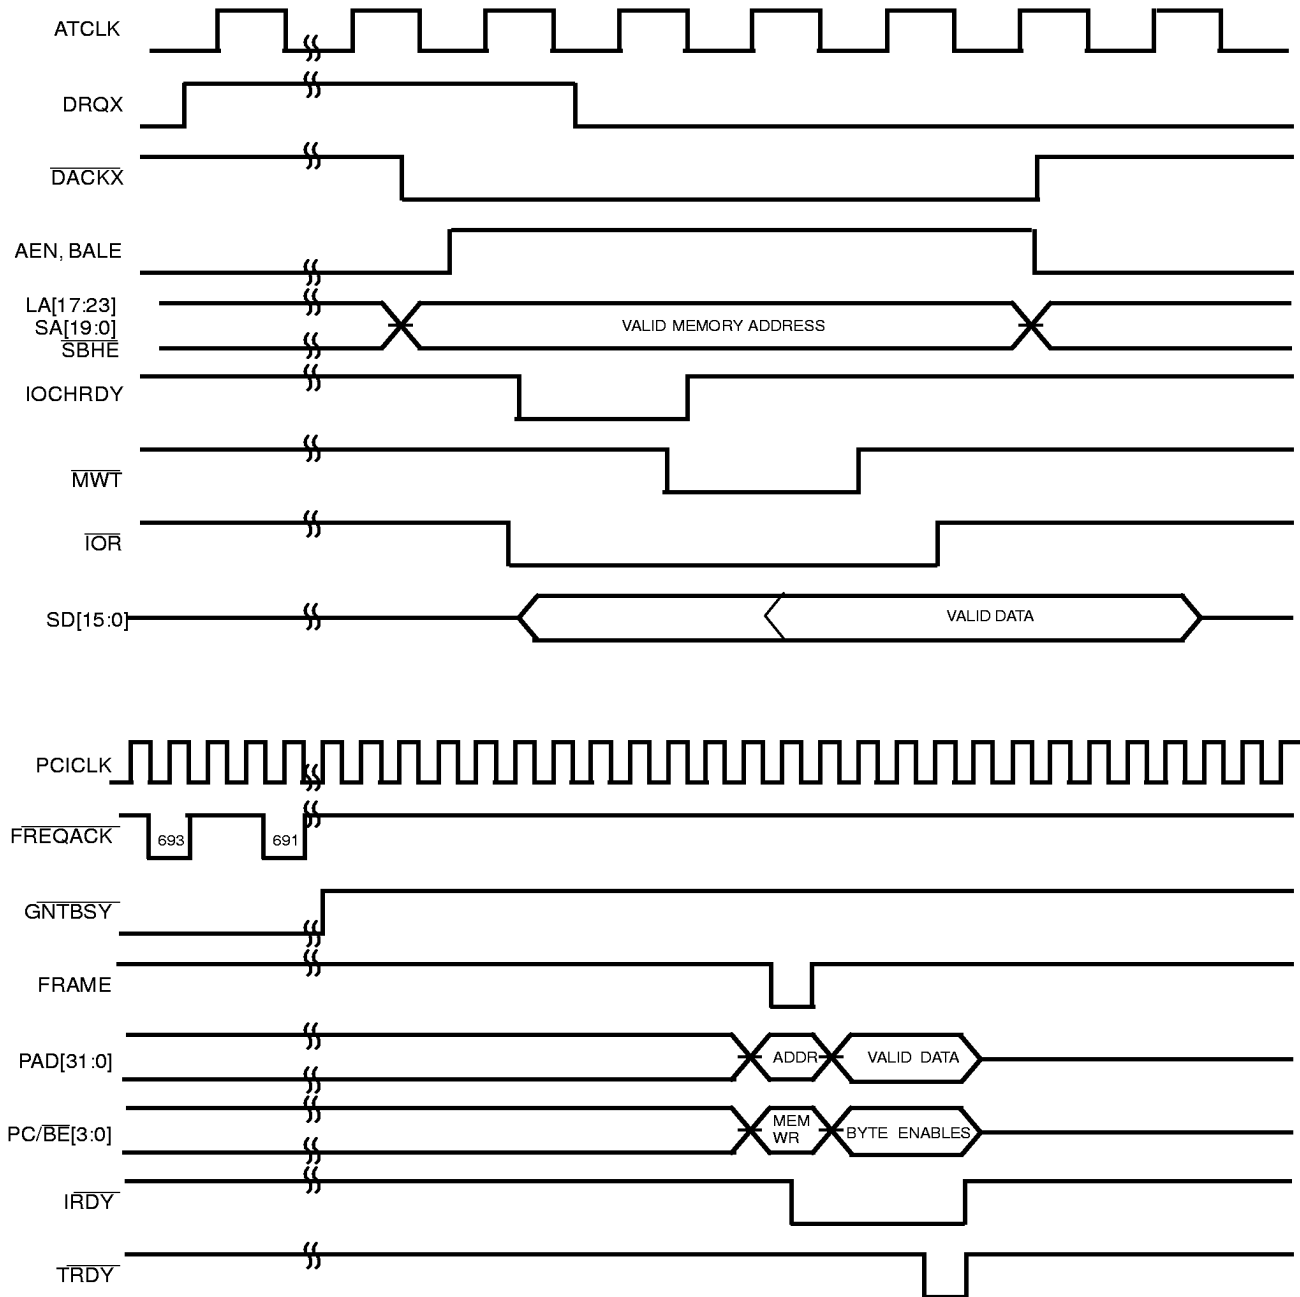 ATCLK
DRQX
DACKX
AEN, BALE
LA[17:23]
SA[19:0]
SBHE
VALID MEMORY ADDRESS
IOCHRDY
MWT
IOR
SD[15:0]
VALID DATA
PCICLK
FREQACK
693
691
GNTBSY
FRAME
PAD[31:0]
ADDR
VALID DATA
PC/BE[3:0]
MEM
WR
BYTE ENABLES
IRDY
TRDY